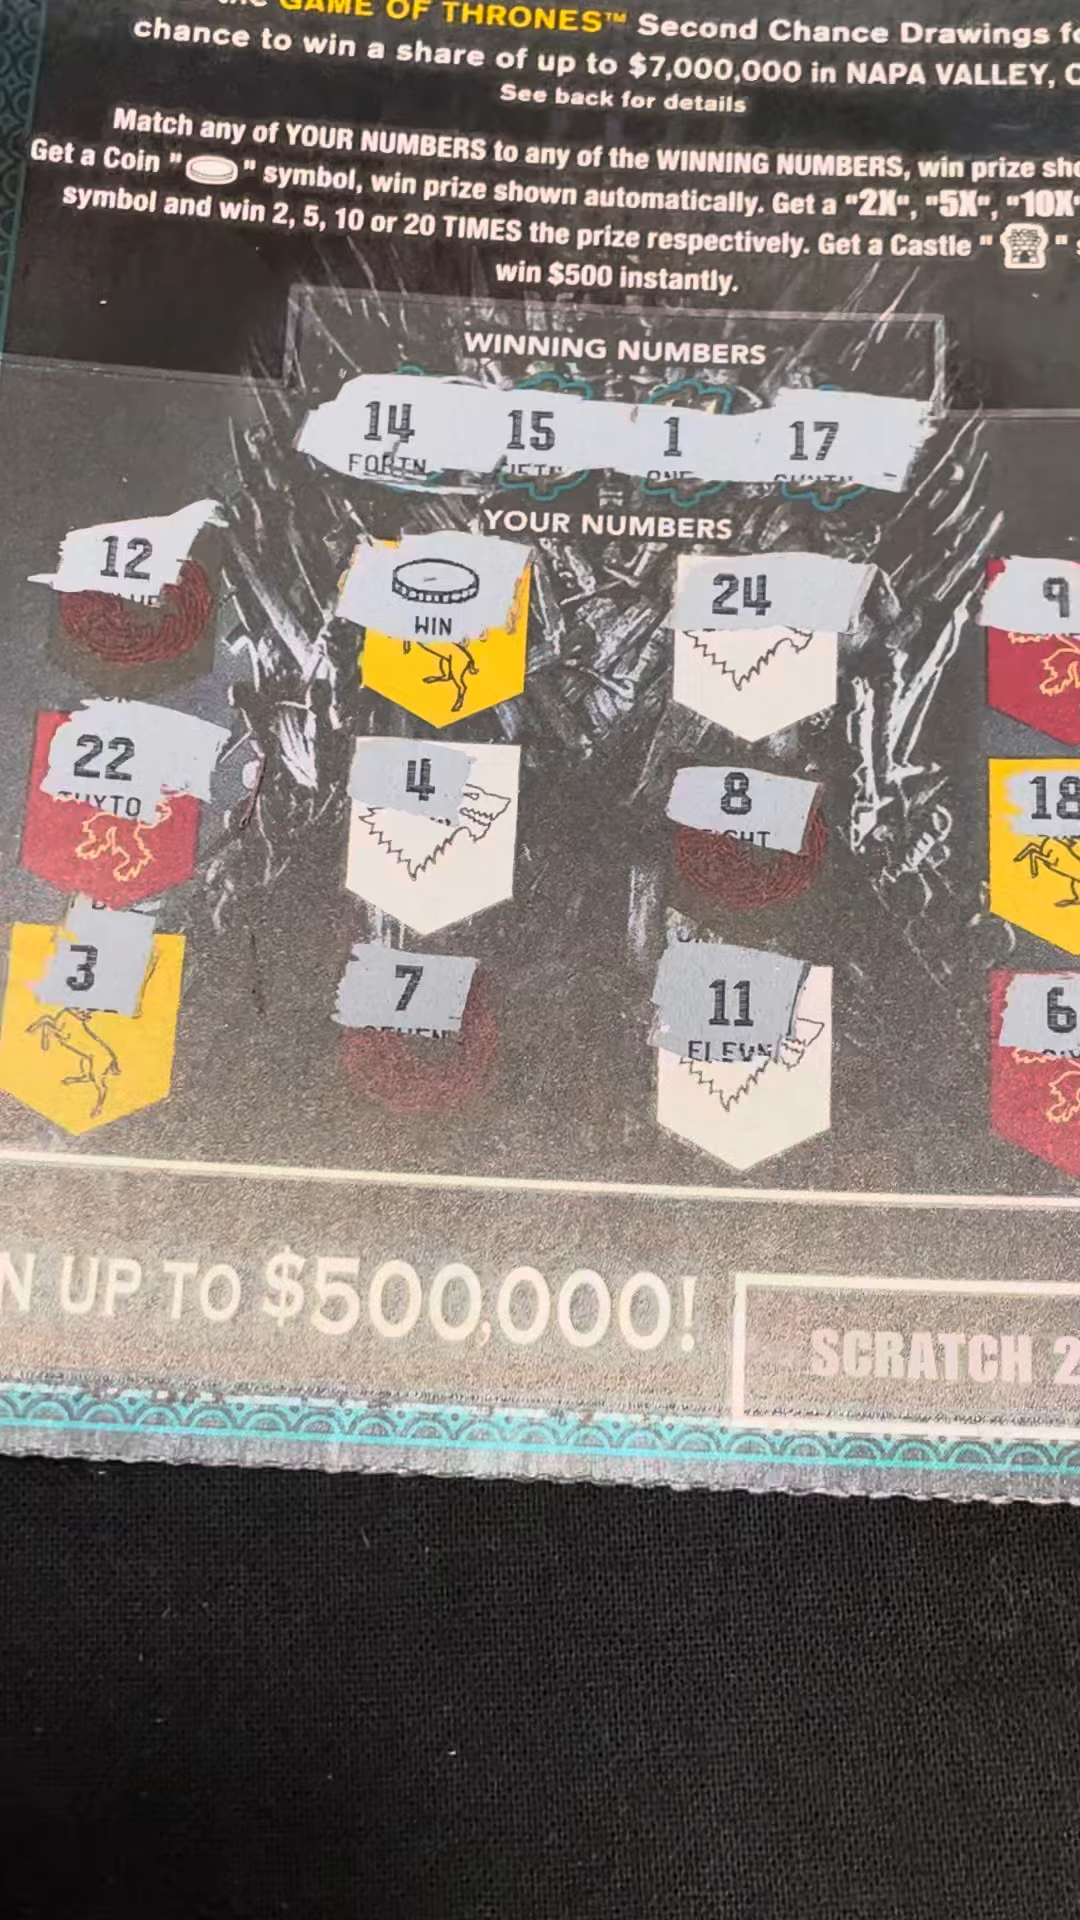 GAME OF THRONES™ Second Chance Drawings
chance to win a share of up to $7,000,000 in NAPA VALLEY,
See back for details
Match any of YOUR NUMBERS to any of the WINNING NUMBERS, win prize
Get a Coin " " symbol, win prize shown automatically. Get a "2X", "5X", "10X"
symbol and win 2, 5, 10 or 20 TIMES the prize respectively. Get a Castle " "
win $500 instantly.
WINNING NUMBERS
14 15 1 17
FORTN
YOUR NUMBERS
12 24 9
WIN
22 4 8 18
3 7 11 6
SEVEN ELEVN
UP TO $500,000!
SCRATCH 2